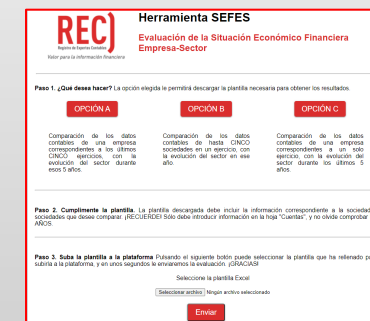 REC]
Registro de Expertos Contables
Valor para la información financiera
Herramienta SEFES
Evaluación de la Situación Económico Financiera
Empresa-Sector
Paso 1. ¿Qué desea hacer? La opción elegida le permitirá descargar la plantilla necesaria para obtener los resultados.
OPCIÓN A
OPCIÓN B
OPCIÓN C
Comparación de los datos
contables de una empresa
correspondientes a los últimos
CINCO ejercicios, con la
evolución del sector durante
esos 5 años.
Comparación de los datos
contables de hasta CINCO
sociedades en un ejercicio, con
la evolución del sector en ese
año.
Comparación de los datos
contables de una empresa
correspondientes a un solo
ejercicio, con la evolución del
sector durante los últimos 5
años.
Paso 2. Cumplimente la plantilla. La plantilla descargada debe incluir la información correspondiente a la sociedad
sociedades que desee comparar. ¡RECUERDE! Sólo debe introducir información en la hoja "Cuentas", y no olvide comprobar
AÑOS.
Paso 3. Suba la plantilla a la plataforma Pulsando el siguiente botón puede seleccionar la plantilla que ha rellenado
subirla a la plataforma, y en unos segundos le enviaremos la evaluación. ¡GRACIAS!
Seleccione la plantilla Excel
Seleccionar archivo Ningún archivo seleccionado
Enviar